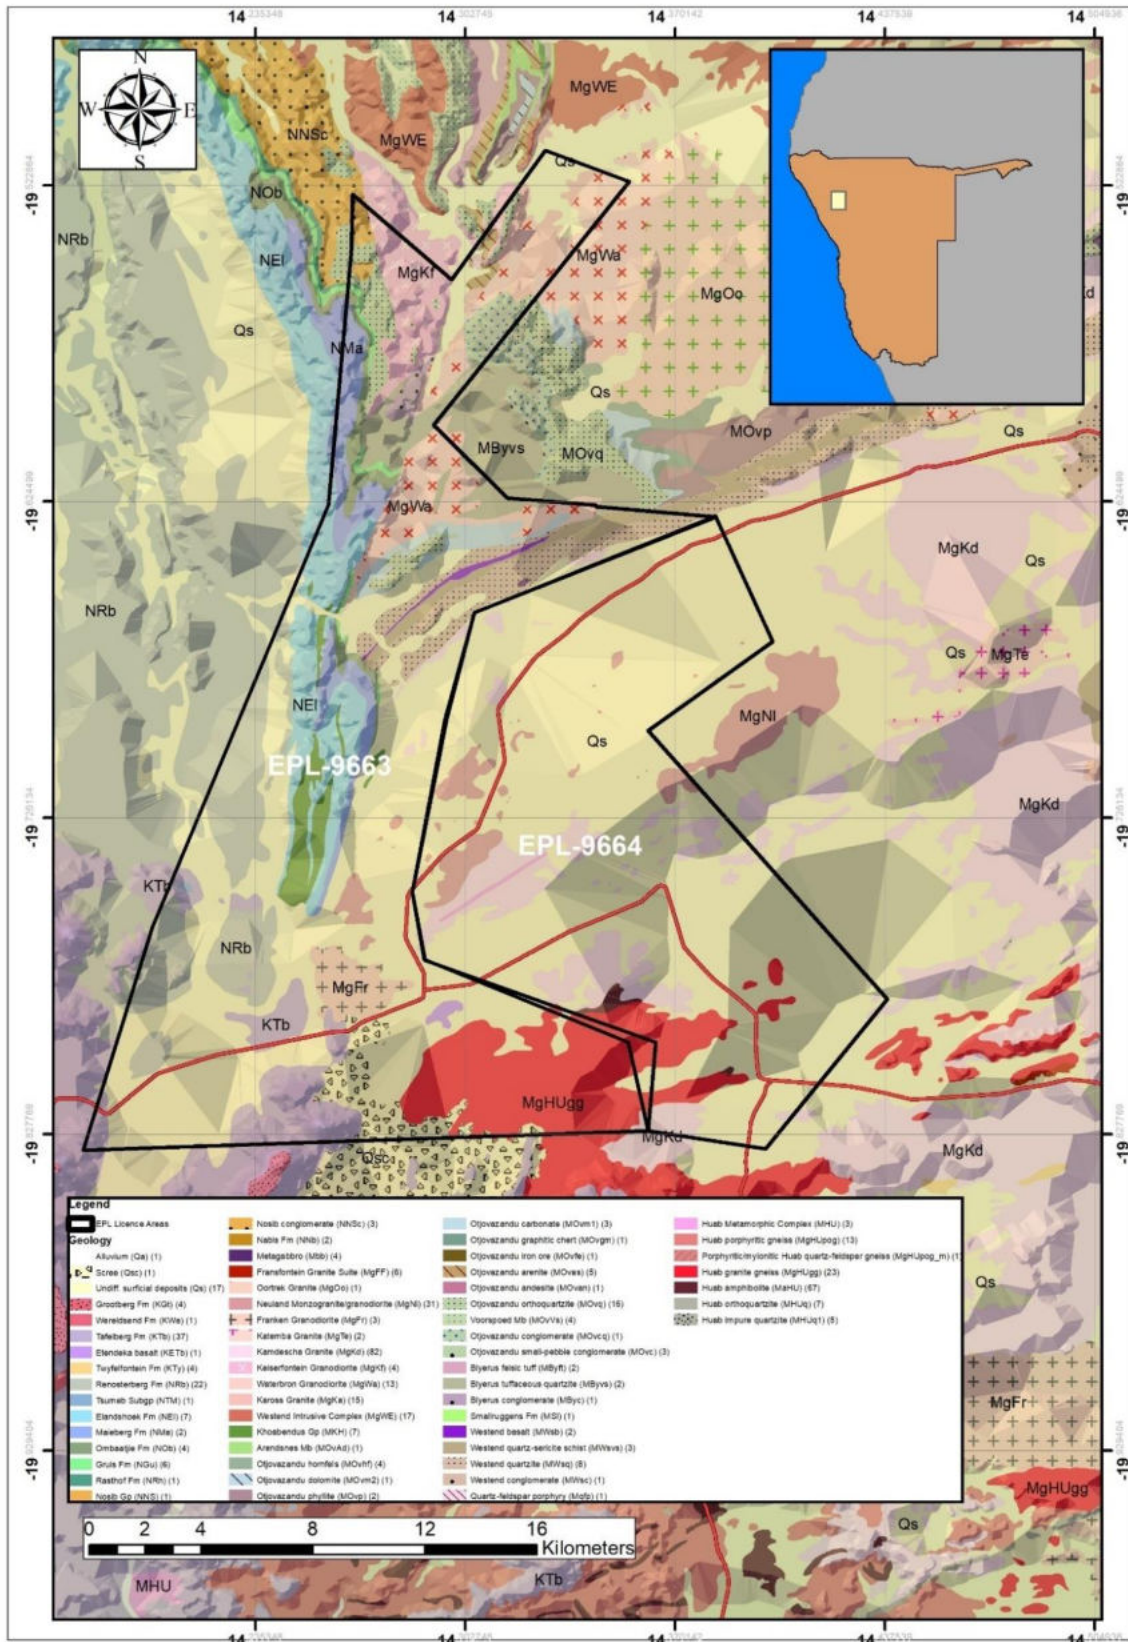 14.235348 14.302745 14.370142 14.437538 14.504936
N
W E
S
MgWE
NNSc
MgWE
Qs
NOb
NRb
NEl
MgKf
MgWa
MgOo
Qs
NMa
Qs
MOvp
Qs
MByvs
MOvq
MgWa
MgKd
Qs
NRb
Qs
MgTe
NEl
MgNl
Qs
EPL-9663
MgKd
EPL-9664
KTb
NRb
MgFr
KTb
MgHUgg
MgKd
MgKd
Qsc
Legend
EPL Licence Areas
Geology
Alluvium (Qa) (1)
Scree (Qsc) (1)
Undiff. surficial deposits (Qs) (17)
Grootberg Fm (KGt) (4)
Wereldsend Fm (KWe) (1)
Tafelberg Fm (KTb) (37)
Etendeka basalt (KETb) (1)
Twyfelfontein Fm (KTy) (4)
Renosterberg Fm (NRb) (22)
Tsumeb Subgp (NTM) (1)
Elandshoek Fm (NEl) (7)
Maieberg Fm (NMa) (2)
Ombaatjie Fm (NOb) (4)
Gruis Fm (NGu) (6)
Rasthof Fm (NRh) (1)
Nosib Gp (NNS) (1)
Nosib conglomerate (NNSc) (3)
Nabis Fm (NNb) (2)
Metagabbro (Mbb) (4)
Fransfontein Granite Suite (MgFF) (6)
Oortrek Granite (MgOo) (1)
Neuland Monzogranite/granodiorite (MgNl) (31)
Franken Granodiorite (MgFr) (3)
Katemba Granite (MgTe) (2)
Kamdescha Granite (MgKd) (82)
Kaiserfontein Granodiorite (MgKf) (4)
Waterbron Granodiorite (MgWa) (13)
Kaross Granite (MgKa) (15)
Westend Intrusive Complex (MgWE) (17)
Khoabendus Gp (MKH) (7)
Arendsnes Mb (MOvAd) (1)
Otjovazandu hornfels (MOvhf) (4)
Otjovazandu dolomite (MOvm2) (1)
Otjovazandu phyllite (MOvp) (2)
Otjovazandu carbonate (MOvm1) (3)
Otjovazandu graphitic chert (MOvgm) (1)
Otjovazandu iron ore (MOvfe) (1)
Otjovazandu arenite (MOvas) (5)
Otjovazandu andesite (MOvan) (1)
Otjovazandu orthoquartzite (MOvq) (16)
Voorspoed Mb (MOvVs) (4)
Otjovazandu conglomerate (MOvcq) (1)
Otjovazandu small-pebble conglomerate (MOvc) (3)
Blyerus felsic tuff (MByft) (2)
Blyerus tuffaceous quartzite (MByvs) (2)
Blyerus conglomerate (MByc) (1)
Smalruggens Fm (MSl) (1)
Westend basalt (MWsb) (2)
Westend quartz-sericite schist (MWsvs) (3)
Westend quartzite (MWsq) (8)
Westend conglomerate (MWsc) (1)
Quartz-feldspar porphyry (Mqfp) (1)
Huab Metamorphic Complex (MHU) (3)
Huab porphyritic gneiss (MgHUpog) (13)
Porphyritic/mylonitic Huab quartz-feldspar gneiss (MgHUpog_m) (1)
Huab granite gneiss (MgHUgg) (23)
Huab amphibolite (MaHU) (67)
Huab orthoquartzite (MHUq) (7)
Huab impure quartzite (MHUq1) (5)
Qs
MgFr
MgHUgg
Qs
0 2 4 8 12 16
Kilometers
MHU
KTb